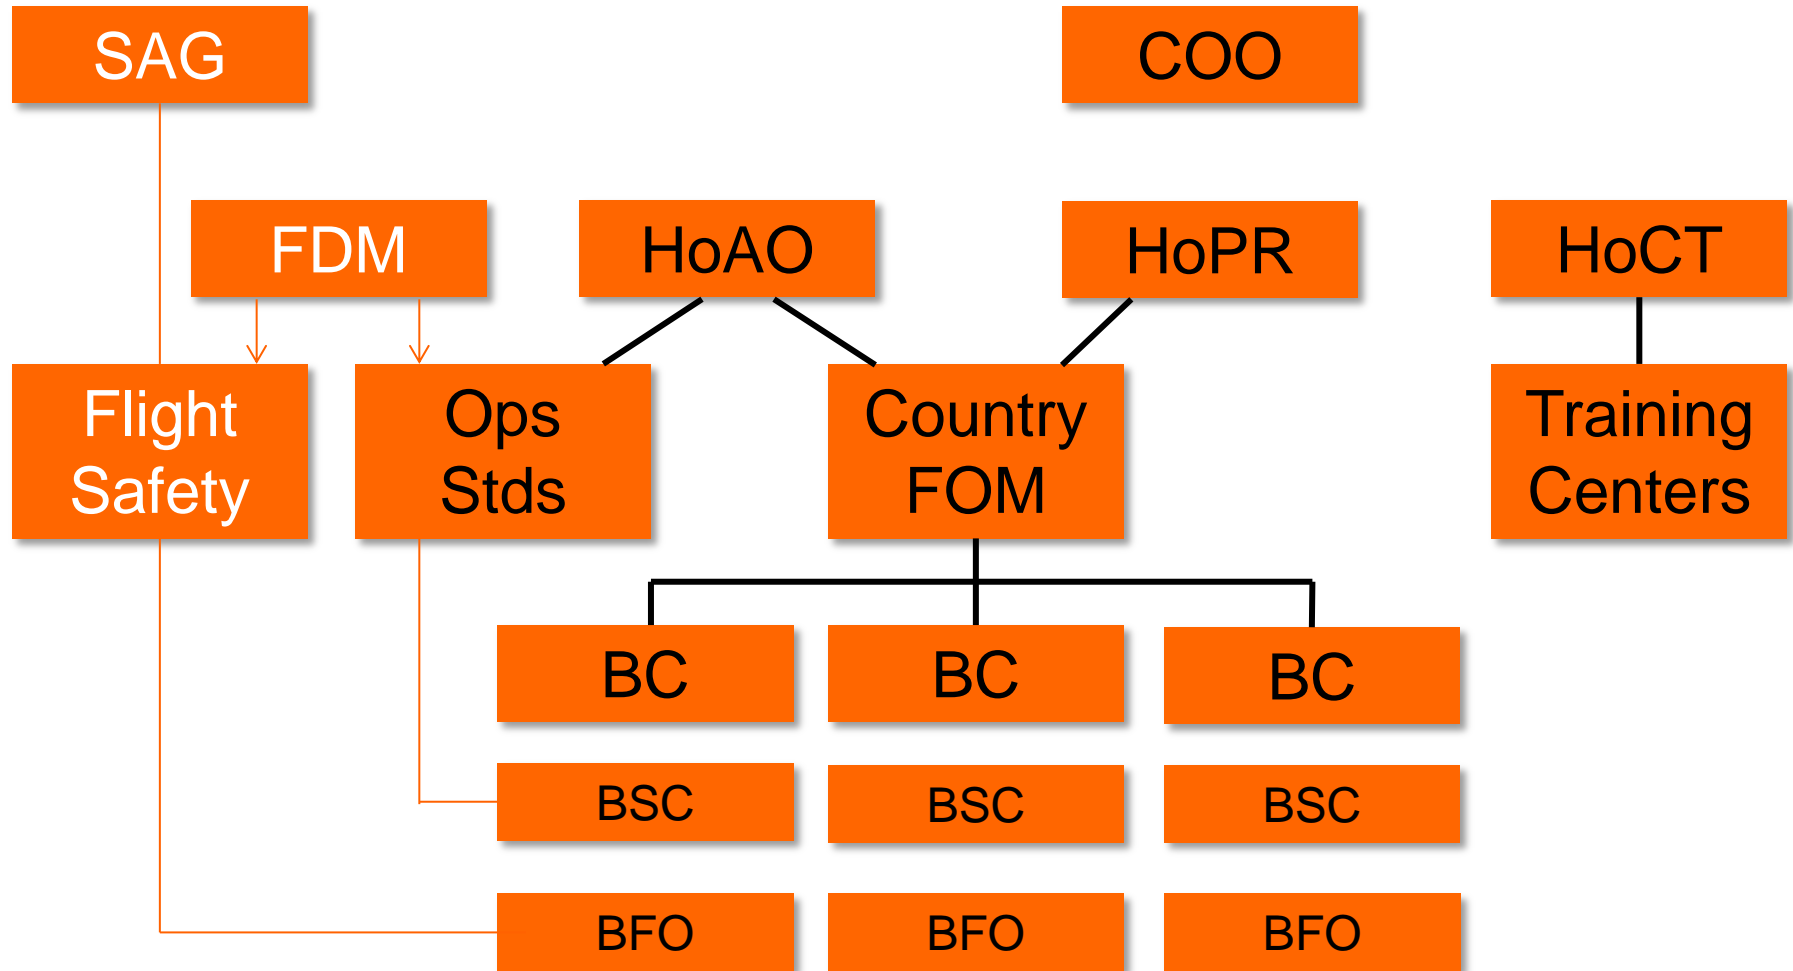 SAG
COO
FDM
HoAO
HoPR
HoCT
Flight
Safety
Ops
Stds
Country
FOM
Training
Centers
BC
BC
BC
BSC
BSC
BSC
BFO
BFO
BFO